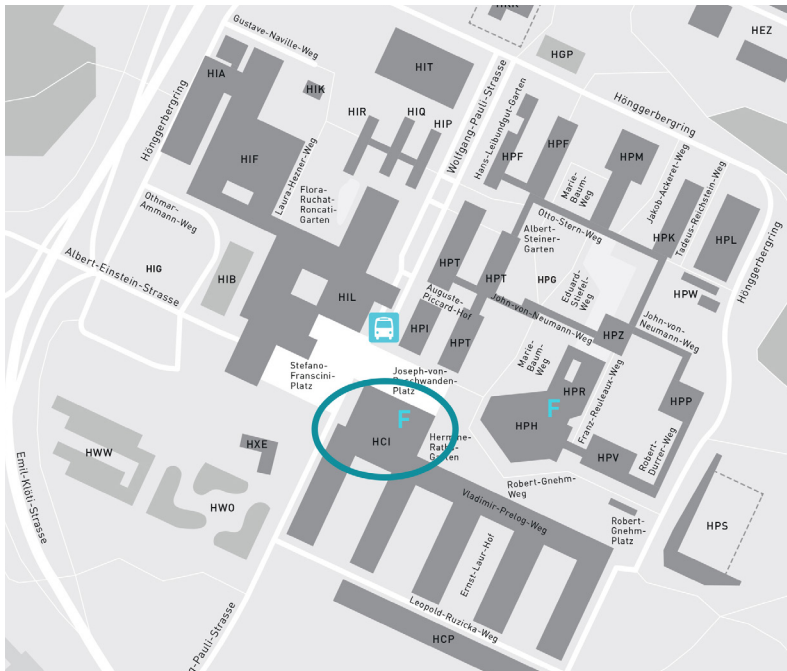 HEZ
Gustave-Naville-Weg
HGP
HIA
HIT
HIK
Hönggerbergring
HIR
HIQ
HIP
Wolfgang-Pauli-Strasse
Hans-Leibundgut-Garten
HPF
HPF
HPM
Hönggerbergring
HIF
Laura-Hezner-Weg
Flora-
Ruchat-
Roncati-
Garten
Marie-
Baum-
Weg
Jakob-Ackeret-Weg
Tadeus-Reichstein-Weg
Othmar-
Ammann-Weg
Otto-Stern-Weg
Albert-
Steiner-
Garten
HPK
HPL
Albert-Einstein-Strasse
HIG
HIB
HPT
HPT
HPG
Eduard-
Stiefel-
Weg
HPW
Hönggerbergring
HIL
Auguste-
Piccard-Hof
John-von-Neumann-Weg
John-von-
Neumann-Weg
HPI
HPT
HPZ
Marie-
Baum-
Weg
Stefano-
Franscini-
Platz
Joseph-von-
Platz
HPR
Franz-Reuleaux-Weg
HPP
F
F
HPH
HCI
Garten
HXE
HWW
HPV
Robert-
Durrer-Weg
Robert-Gnehm-
Weg
Emil-Klöti-Strasse
HWO
Vladimir-Prelog-Weg
Robert-
Gnehm-
Platz
HPS
Ernst-Laur-Hof
Leopold-Ruzicka-Weg
HCP
-Pauli-Strasse